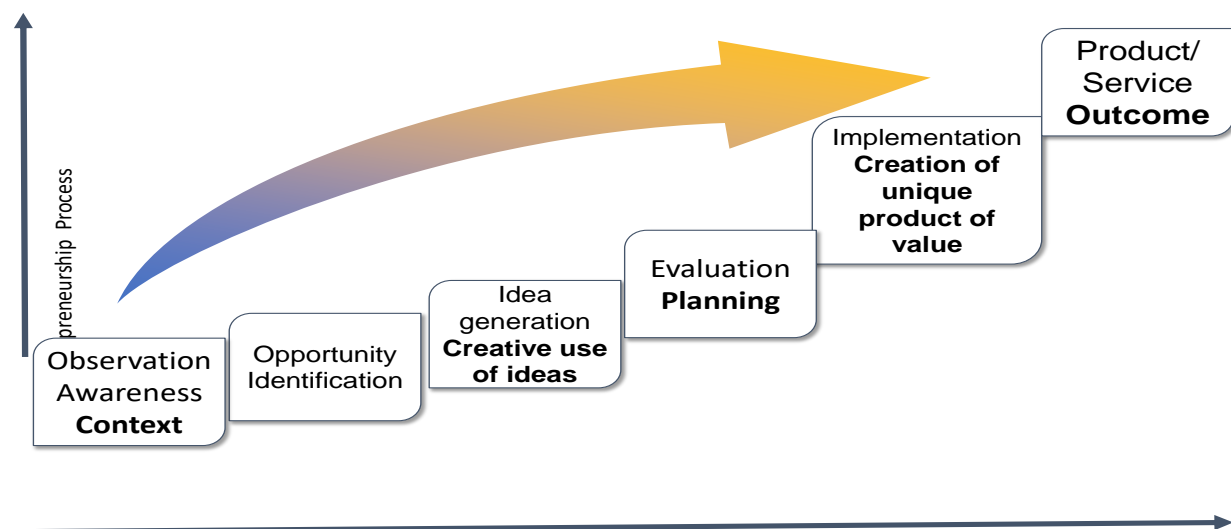 preneurship Process
Observation
Awareness
Context
Opportunity
Identification
Idea
generation
Creative use
of ideas
Evaluation
Planning
Implementation
Creation of
unique
product of
value
Product/
Service
Outcome